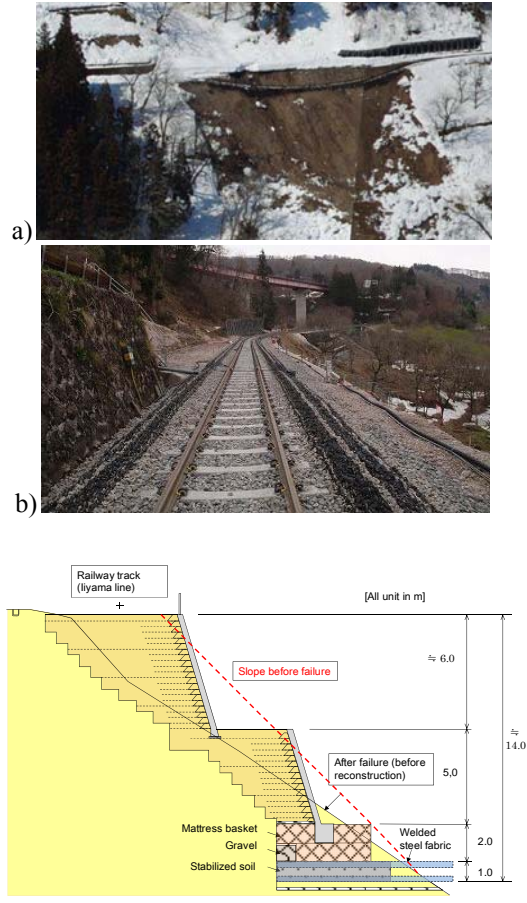 a)
b)
Railway track
(Iiyama line)
[All unit in m]
≒ 6.0
Slope before failure
≒
14.0
After failure (before
reconstruction)
5,0
Mattress basket
Gravel
Stabilized soil
Welded
steel fabric
2.0
1.0